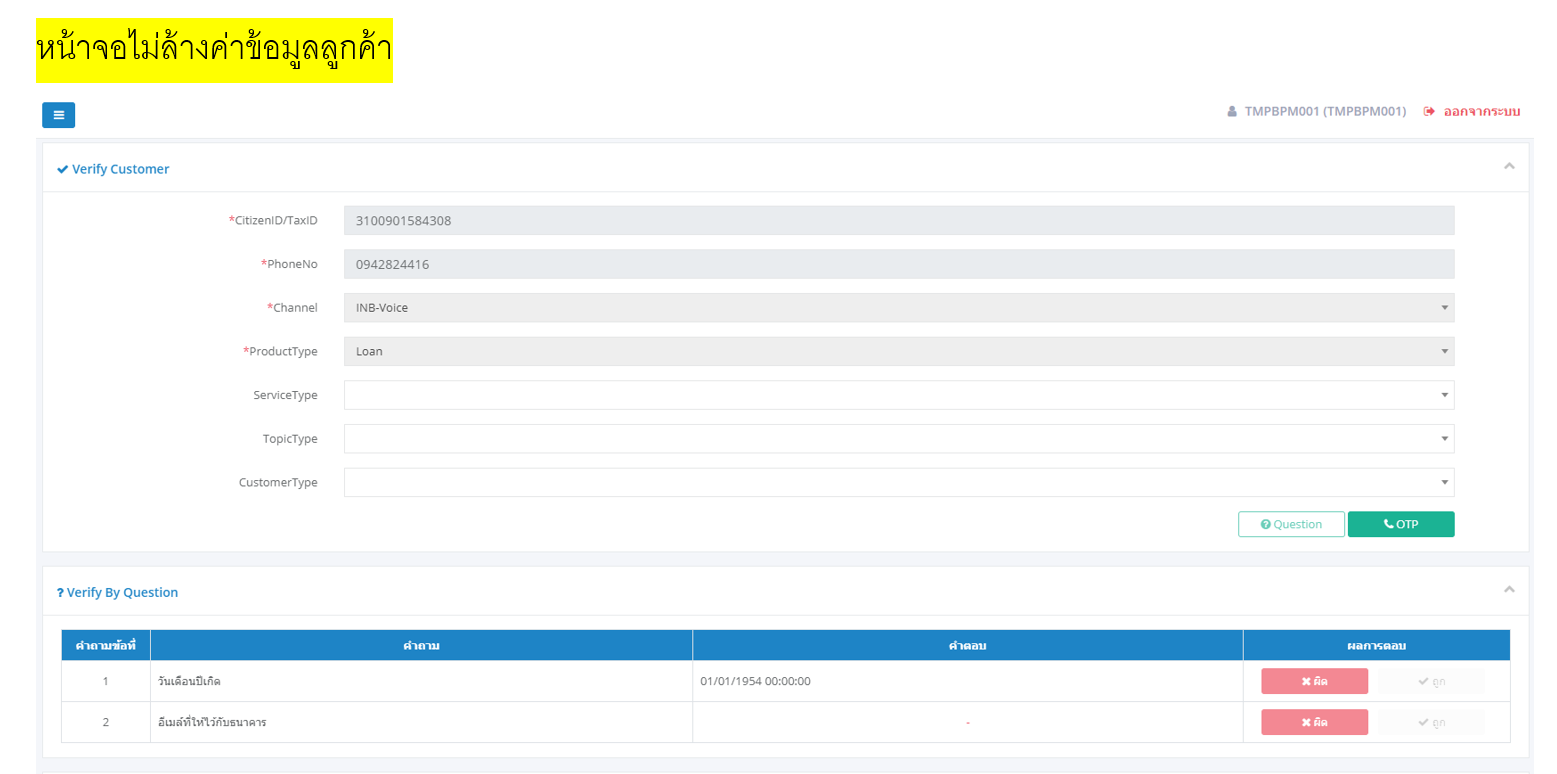 หน้าจอไม่ล้างค่าข้อมูลลูกค้า
TMPBPM001 (TMPBPM001) ออกจากระบบ
Verify Customer
*CitizenID/TaxID 3100901584308
*PhoneNo 0942824416
*Channel INB-Voice
*ProductType Loan
ServiceType
TopicType
CustomerType
Question OTP
? Verify By Question
คำถามข้อที่ คำถาม คำตอบ ผลการตอบ
1 วันเดือนปีเกิด 01/01/1954 00:00:00 ผิด ถูก
2 อีเมล์ที่ให้ไว้กับธนาคาร - ผิด ถูก